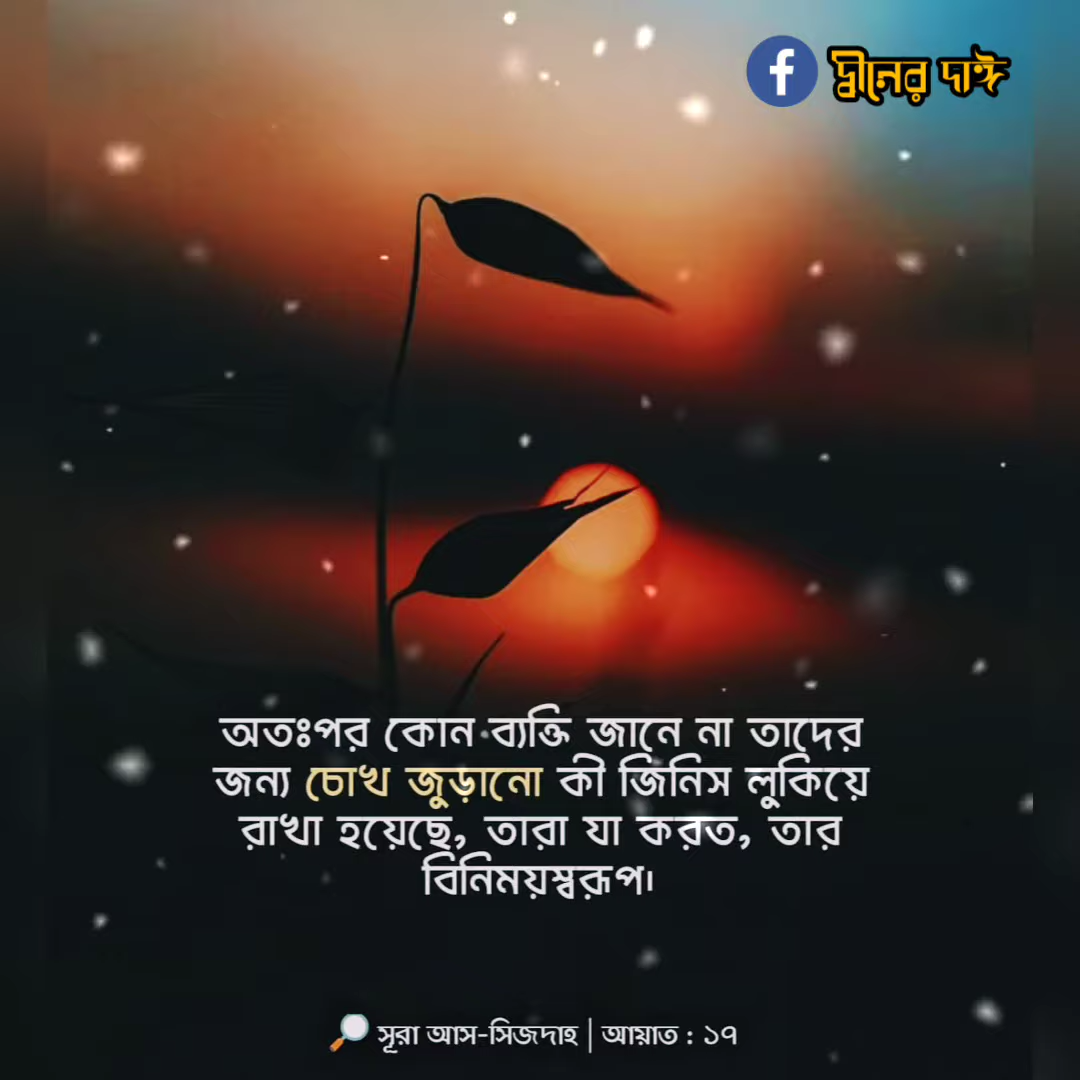 দ্বীনের দাঈ
অতঃপর কোন ব্যক্তি জানে না তাদের
জন্য চোখ জুড়ানো কী জিনিস লুকিয়ে
রাখা হয়েছে, তারা যা করত, তার
বিনিময়স্বরূপ।
সূরা আস-সিজদাহ | আয়াত : ১৭